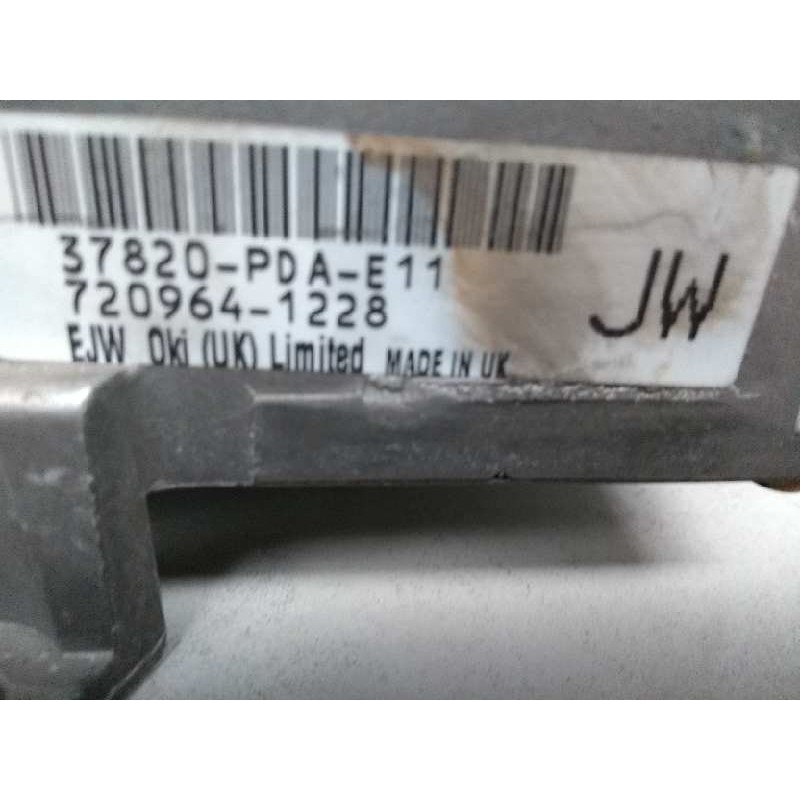 37820-PDA-E11
720964-1228
JW
EJW Oki (UK) Limited MADE IN UK